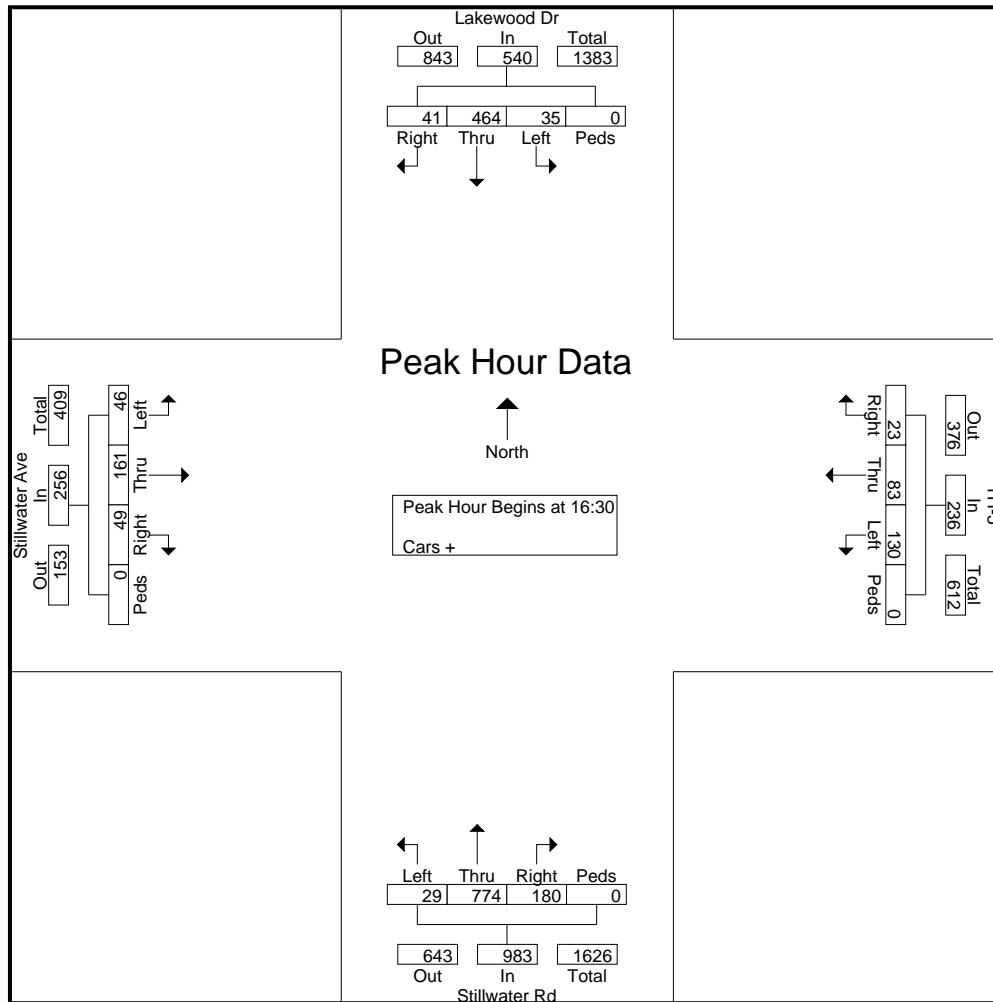 Lakewood Dr
Out In Total
843 540 1383
41 464 35 0
Right Thru Left Peds
Peak Hour Data
North
Peak Hour Begins at 16:30
Cars +
Stillwater Ave
Out In Total
153 256 409
46 161 49 0
Left Thru Right Peds
Out In Total
376 236 612
23 83 130 0
Right Thru Left Peds
Left Thru Right Peds
29 774 180 0
643 983 1626
Out In Total
Stillwater Rd